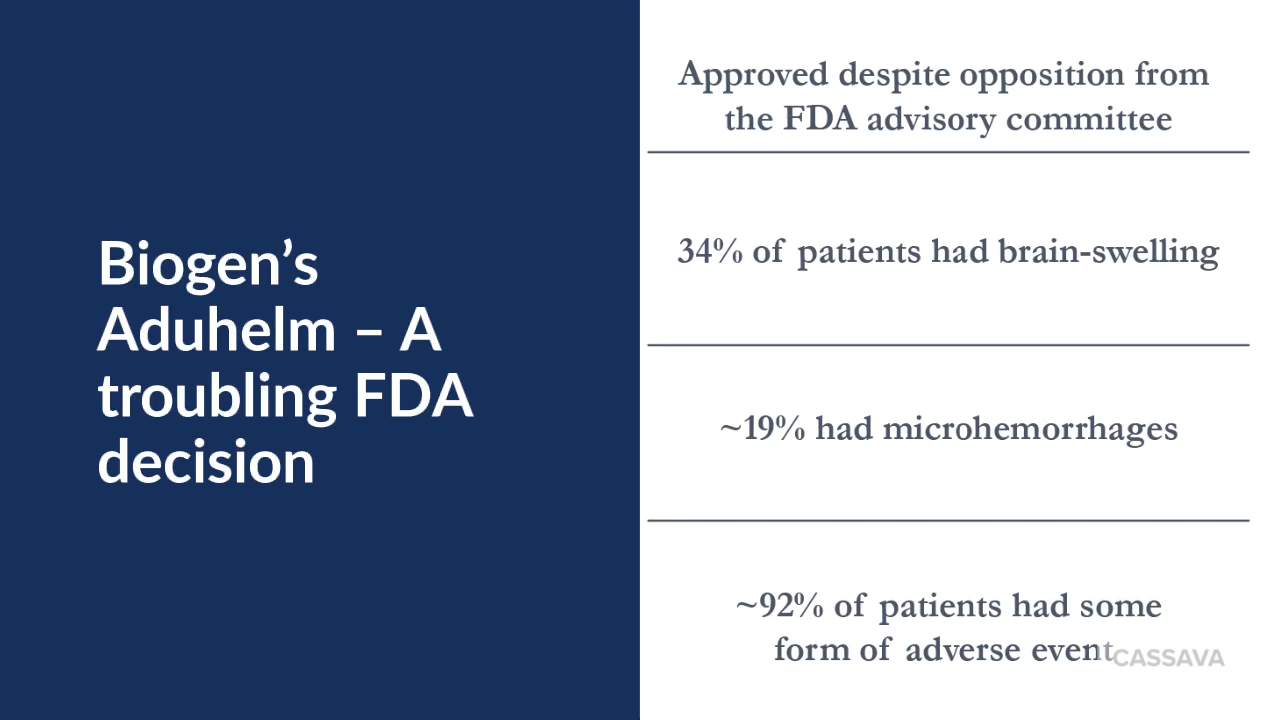 Biogen’s
Aduhelm – A
troubling FDA
decision
Approved despite opposition from
the FDA advisory committee
34% of patients had brain-swelling
~19% had microhemorrhages
~92% of patients had some
form of adverse event
CASSAVA